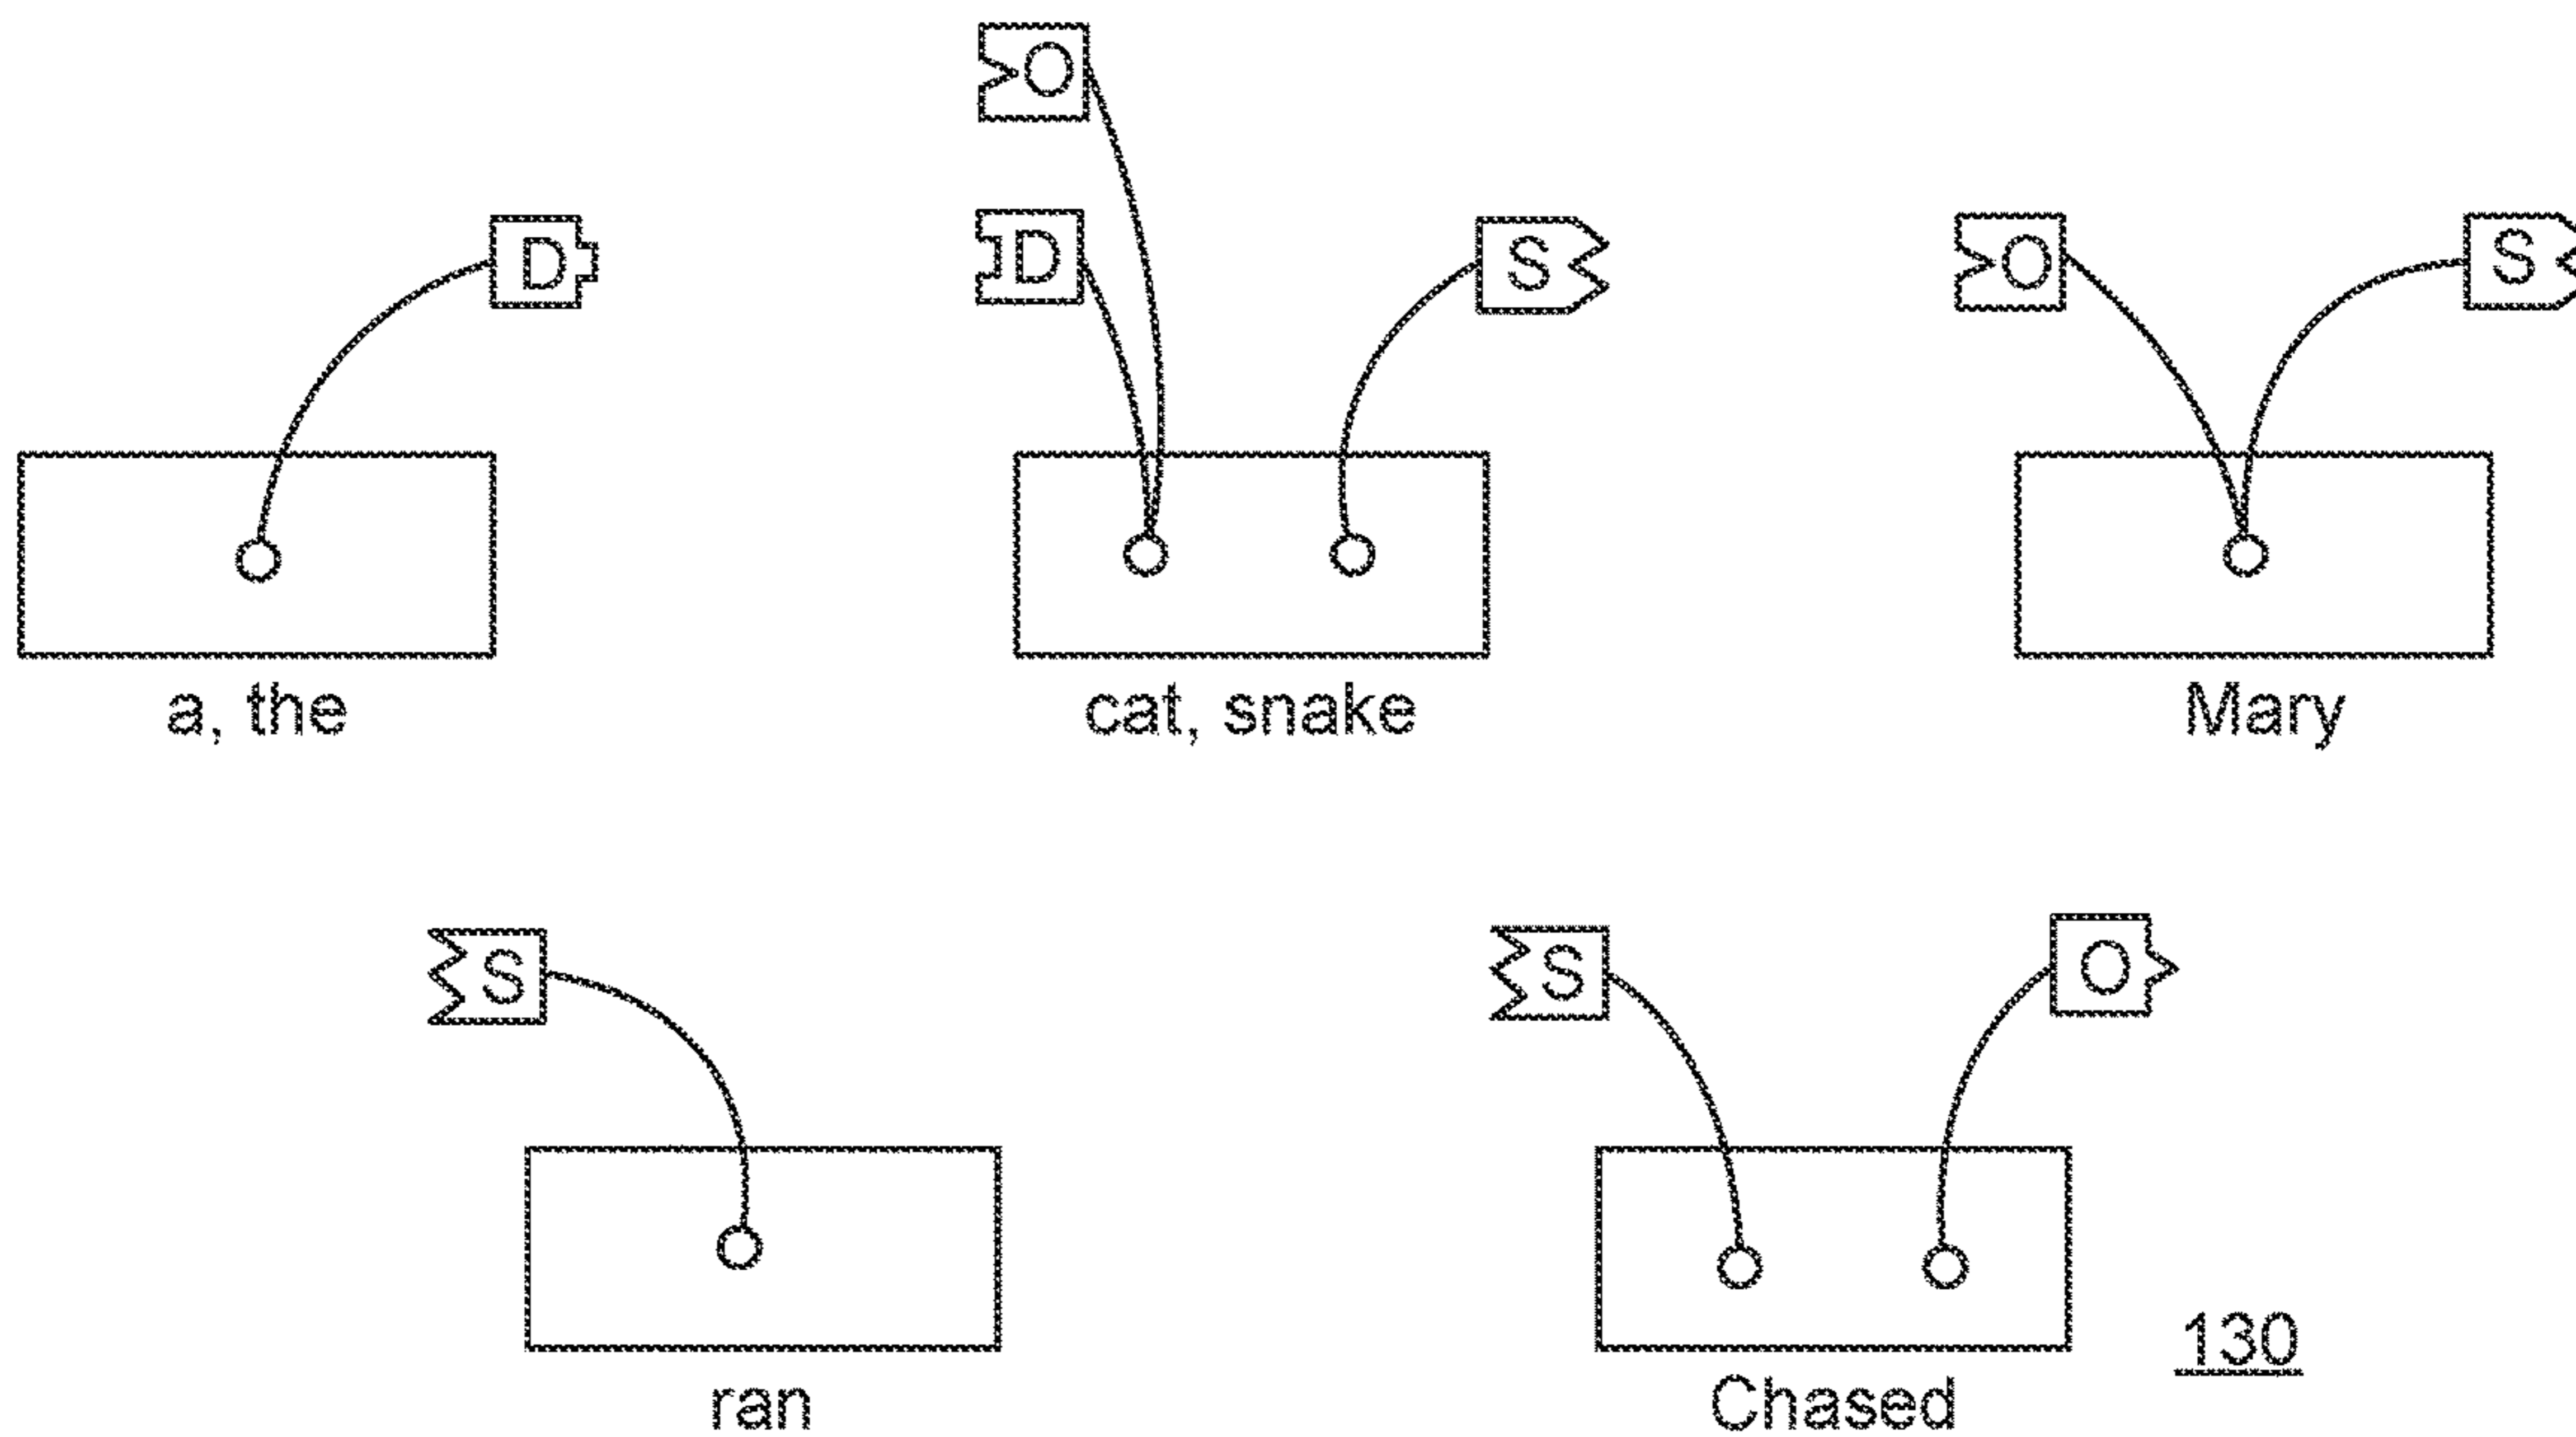 O
D D S O S
a, the cat, snake Mary
S S O
130
ran Chased